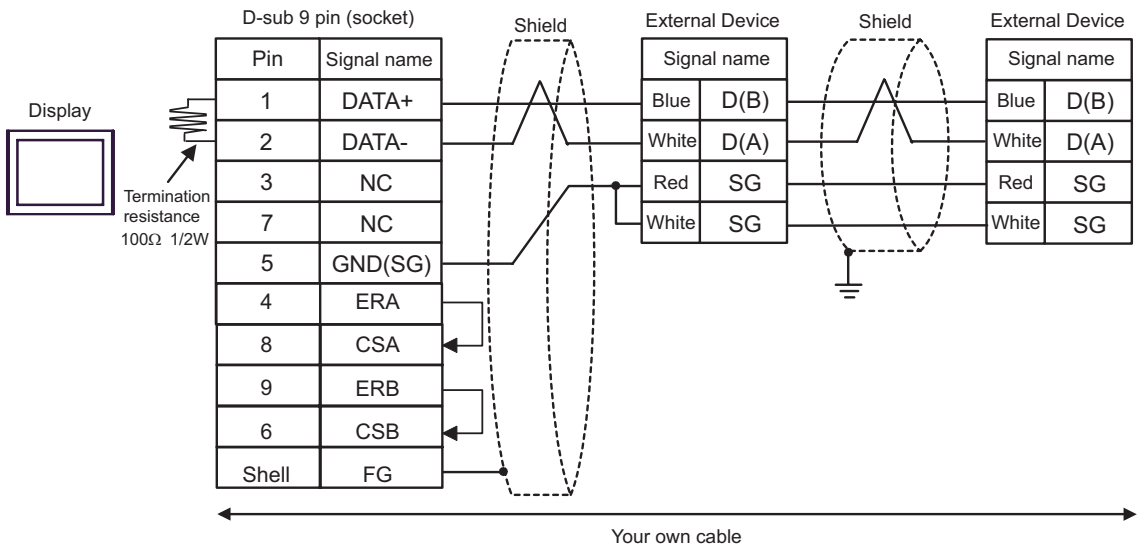 D-sub 9 pin (socket)
Shield
External Device
Shield
External Device
Pin Signal name
Signal name
Signal name
Display
1 DATA+
Blue D(B)
Blue D(B)
2 DATA-
White D(A)
White D(A)
Termination
resistance
100Ω 1/2W
3 NC
Red SG
Red SG
7 NC
White SG
White SG
5 GND(SG)
4 ERA
8 CSA
9 ERB
6 CSB
Shell FG
Your own cable